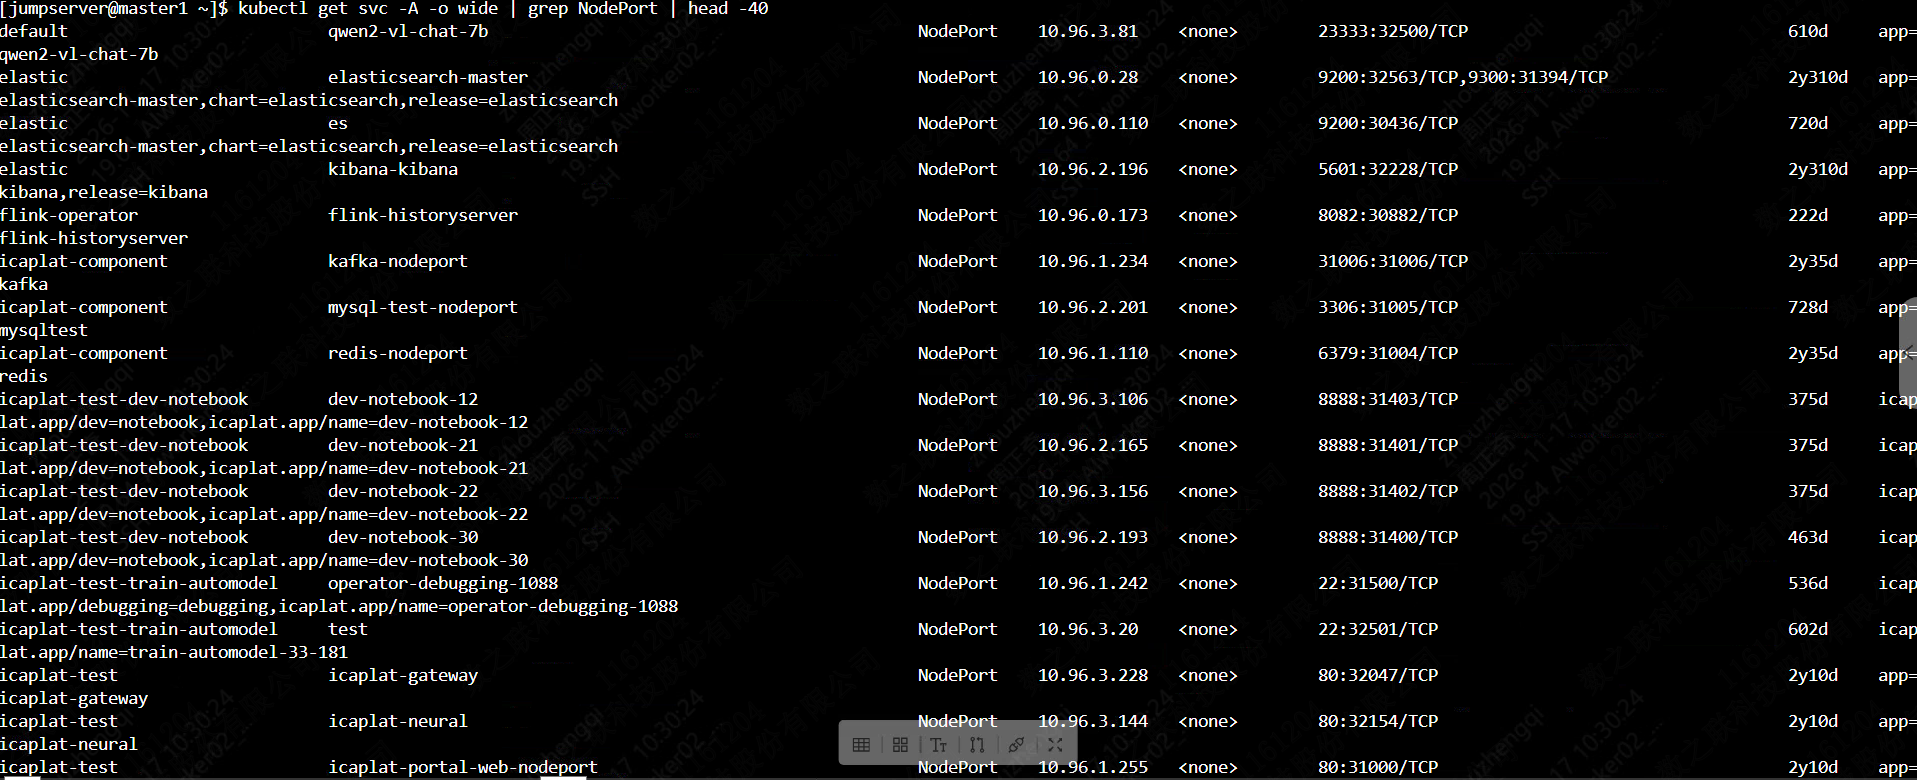 [jumpserver@master1 ~]$ kubectl get svc -A -o wide | grep NodePort | head -40
default qwen2-vl-chat-7b NodePort 10.96.3.81 <none> 23333:32500/TCP 610d app=
qwen2-vl-chat-7b
elastic elasticsearch-master NodePort 10.96.0.28 <none> 9200:32563/TCP,9300:31394/TCP 2y310d app=
elasticsearch-master,chart=elasticsearch,release=elasticsearch
elastic es NodePort 10.96.0.110 <none> 9200:30436/TCP 720d app=
elasticsearch-master,chart=elasticsearch,release=elasticsearch
elastic kibana-kibana NodePort 10.96.2.196 <none> 5601:32228/TCP 2y310d app=
kibana,release=kibana
flink-operator flink-historyserver NodePort 10.96.0.173 <none> 8082:30882/TCP 222d app=
flink-historyserver
icaplat-component kafka-nodeport NodePort 10.96.1.234 <none> 31006:31006/TCP 2y35d app=
kafka
icaplat-component mysql-test-nodeport NodePort 10.96.2.201 <none> 3306:31005/TCP 728d app=
mysqltest
icaplat-component redis-nodeport NodePort 10.96.1.110 <none> 6379:31004/TCP 2y35d app=
redis
icaplat-test-dev-notebook dev-notebook-12 NodePort 10.96.3.106 <none> 8888:31403/TCP 375d icap
lat.app/dev=notebook,icaplat.app/name=dev-notebook-12
icaplat-test-dev-notebook dev-notebook-21 NodePort 10.96.2.165 <none> 8888:31401/TCP 375d icap
lat.app/dev=notebook,icaplat.app/name=dev-notebook-21
icaplat-test-dev-notebook dev-notebook-22 NodePort 10.96.3.156 <none> 8888:31402/TCP 375d icap
lat.app/dev=notebook,icaplat.app/name=dev-notebook-22
icaplat-test-dev-notebook dev-notebook-30 NodePort 10.96.2.193 <none> 8888:31400/TCP 463d icap
lat.app/dev=notebook,icaplat.app/name=dev-notebook-30
icaplat-test-train-automodel operator-debugging-1088 NodePort 10.96.1.242 <none> 22:31500/TCP 536d icap
lat.app/debugging=debugging,icaplat.app/name=operator-debugging-1088
icaplat-test-train-automodel test NodePort 10.96.3.20 <none> 22:32501/TCP 602d icap
lat.app/name=train-automodel-33-181
icaplat-test icaplat-gateway NodePort 10.96.3.228 <none> 80:32047/TCP 2y10d app=
icaplat-gateway
icaplat-test icaplat-neural NodePort 10.96.3.144 <none> 80:32154/TCP 2y10d app=
icaplat-neural
icaplat-test icaplat-portal-web-nodeport NodePort 10.96.1.255 <none> 80:31000/TCP 2y10d app=